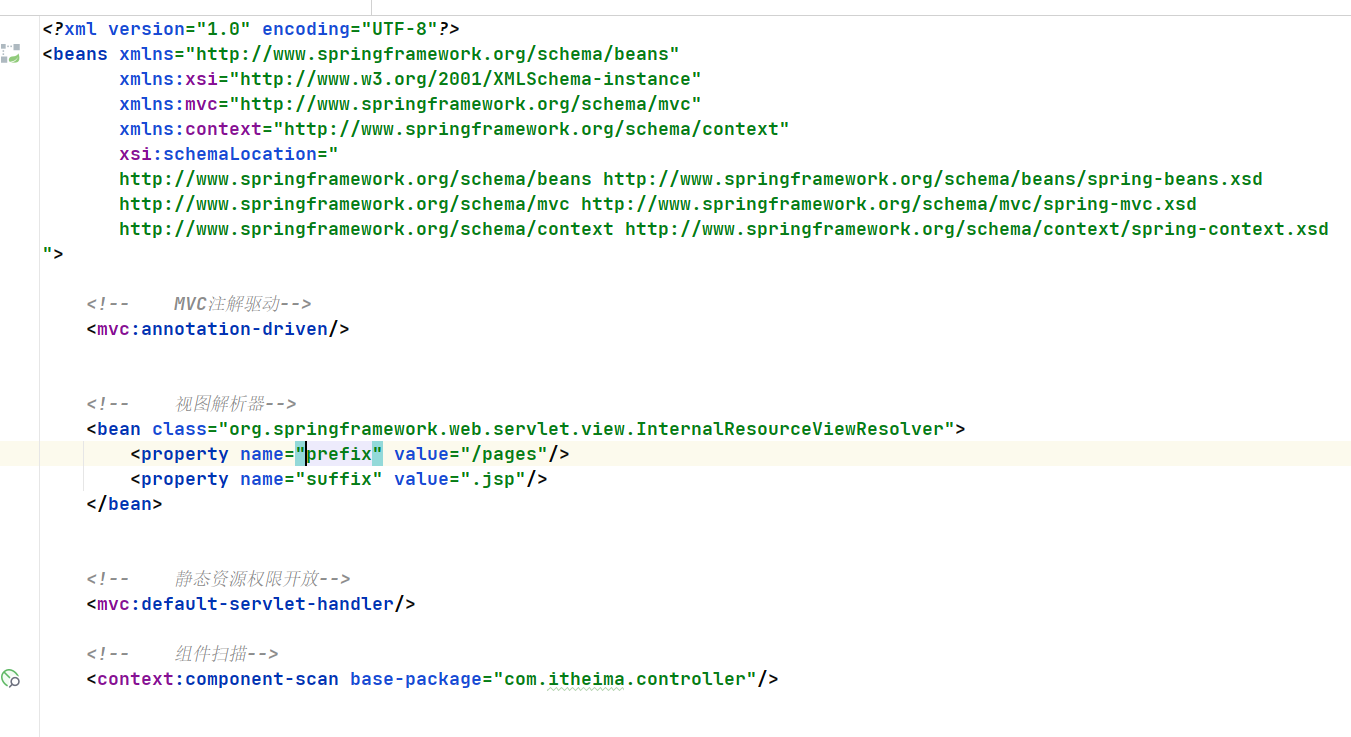 <?xml version="1.0" encoding="UTF-8"?>
<beans xmlns="http://www.springframework.org/schema/beans"
       xmlns:xsi="http://www.w3.org/2001/XMLSchema-instance"
       xmlns:mvc="http://www.springframework.org/schema/mvc"
       xmlns:context="http://www.springframework.org/schema/context"
       xsi:schemaLocation="
       http://www.springframework.org/schema/beans http://www.springframework.org/schema/beans/spring-beans.xsd
       http://www.springframework.org/schema/mvc http://www.springframework.org/schema/mvc/spring-mvc.xsd
       http://www.springframework.org/schema/context http://www.springframework.org/schema/context/spring-context.xsd
">
    <!--    MVC注解驱动-->
    <mvc:annotation-driven/>
    <!--    视图解析器-->
    <bean class="org.springframework.web.servlet.view.InternalResourceViewResolver">
        <property name="prefix" value="/pages"/>
        <property name="suffix" value=".jsp"/>
    </bean>
    <!--    静态资源权限开放-->
    <mvc:default-servlet-handler/>
    <!--    组件扫描-->
    <context:component-scan base-package="com.itheima.controller"/>